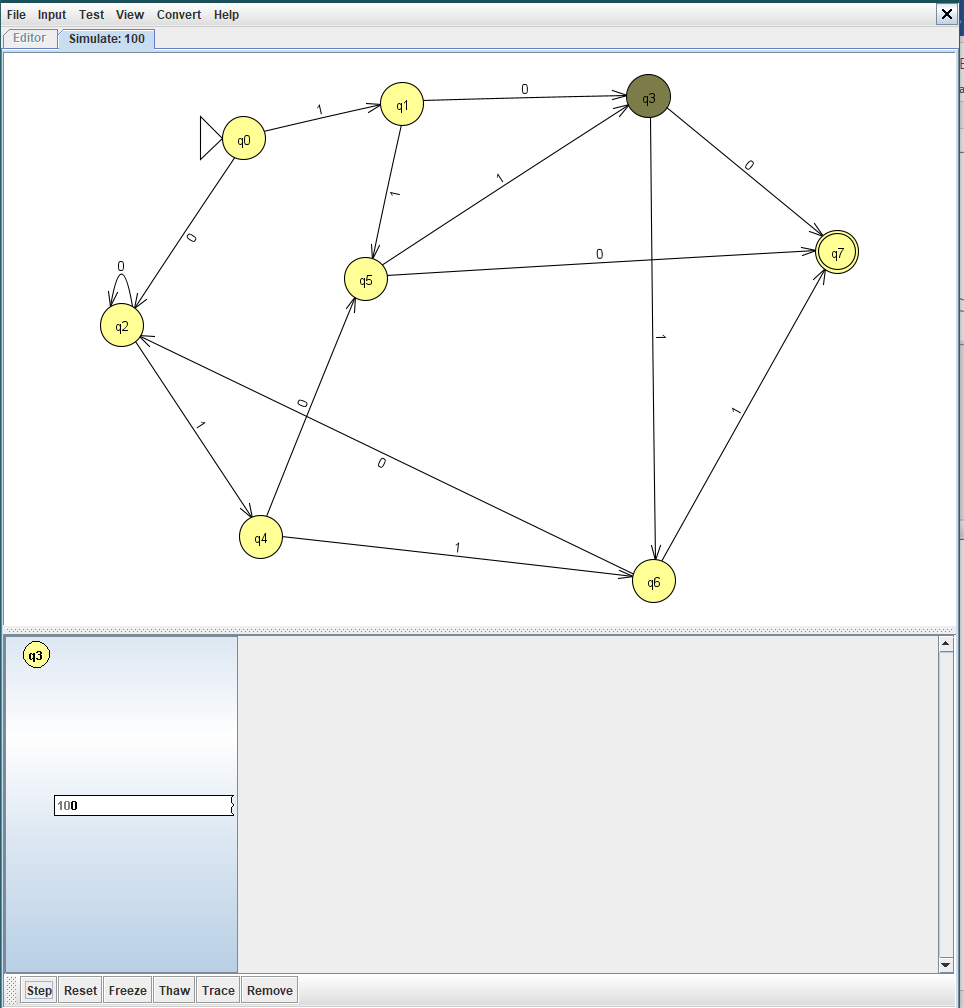 File Input Test View Convert Help
Editor Simulate: 100
0
1
q1
q3
q0
0
1
1
0
0
q7
q5
0
q2
1
1
0
1
0
q4
1
q6
q3
100
Step Reset Freeze Thaw Trace Remove